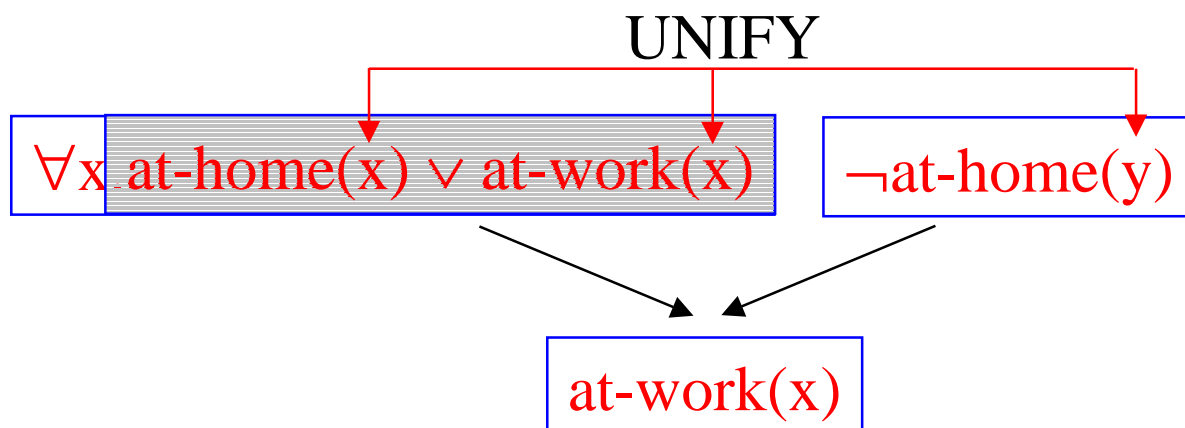 UNIFY
∀x at-home(x) ∨ at-work(x) ¬at-home(y)
at-work(x)